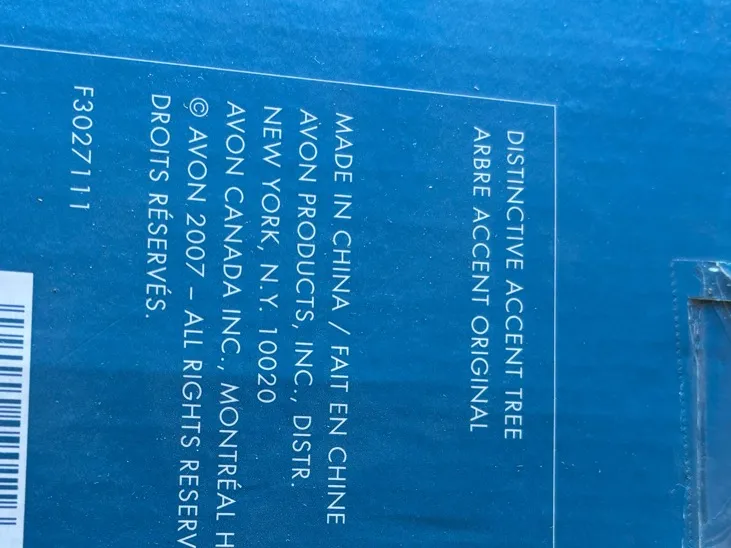 DISTINCTIVE ACCENT TREE
ARBRE ACCENT ORIGINAL
MADE IN CHINA / FAIT EN CHINE
AVON PRODUCTS, INC., DISTR.
NEW YORK, N.Y. 10020
AVON CANADA INC., MONTRÉAL H
© AVON 2007 – ALL RIGHTS RESERV
DROITS RÉSERVÉS.
F3027111